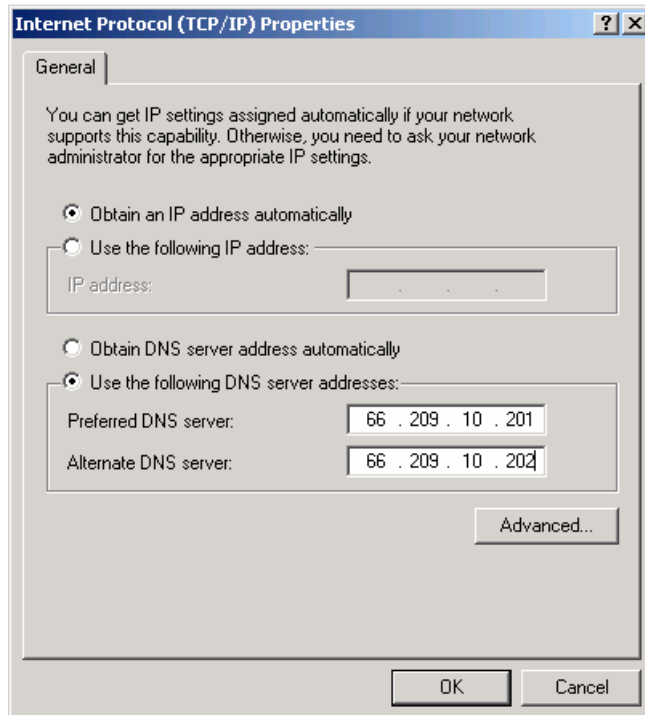 Internet Protocol (TCP/IP) Properties
General
You can get IP settings assigned automatically if your network
supports this capability. Otherwise, you need to ask your network
administrator for the appropriate IP settings.
Obtain an IP address automatically
Use the following IP address:
IP address:
. . .
Obtain DNS server address automatically
Use the following DNS server addresses:
Preferred DNS server: 66 . 209 . 10 . 201
Alternate DNS server: 66 . 209 . 10 . 202
Advanced...
OK Cancel